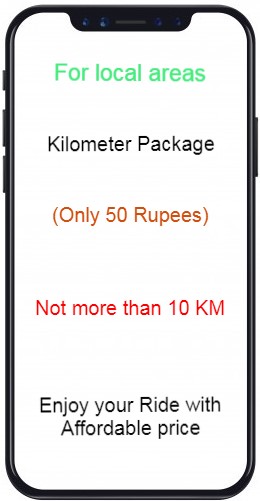 For local areas
Kilometer Package
(Only 50 Rupees)
Not more than 10 KM
Enjoy your Ride with
Affordable price